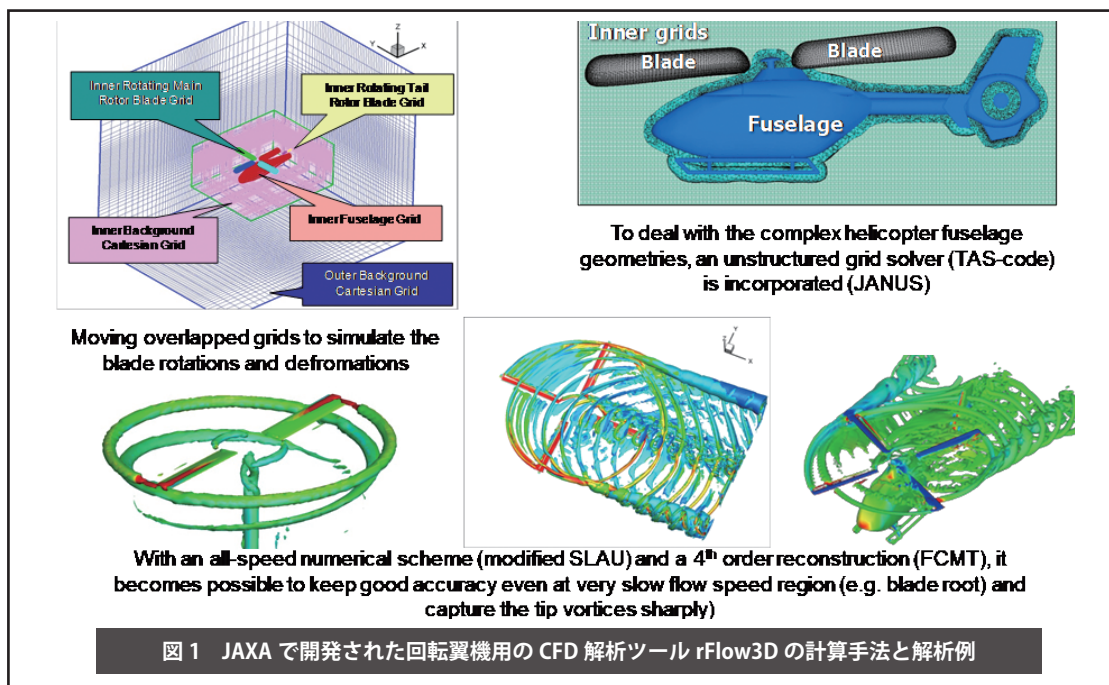 Z
Y
X
Inner Rotating Main
Rotor Blade Grid
Inner Rotating Tail
Rotor Blade Grid
Inner Background
Cartesian Grid
Inner Fuselage Grid
Outer Background
Cartesian Grid
Moving overlapped grids to simulate the
blade rotations and defromations
Inner grids
Blade
Blade
Fuselage
To deal with the complex helicopter fuselage
geometries, an unstructured grid solver (TAS-code)
is incorporated (JANUS)
Y
Z
X
With an all-speed numerical scheme (modified SLAU) and a 4th order reconstruction (FCMT), it
becomes possible to keep good accuracy even at very slow flow speed region (e.g. blade root) and
capture the tip vortices sharply)
図 1 JAXA で開発された回転翼機用の CFD 解析ツール rFlow3D の計算手法と解析例